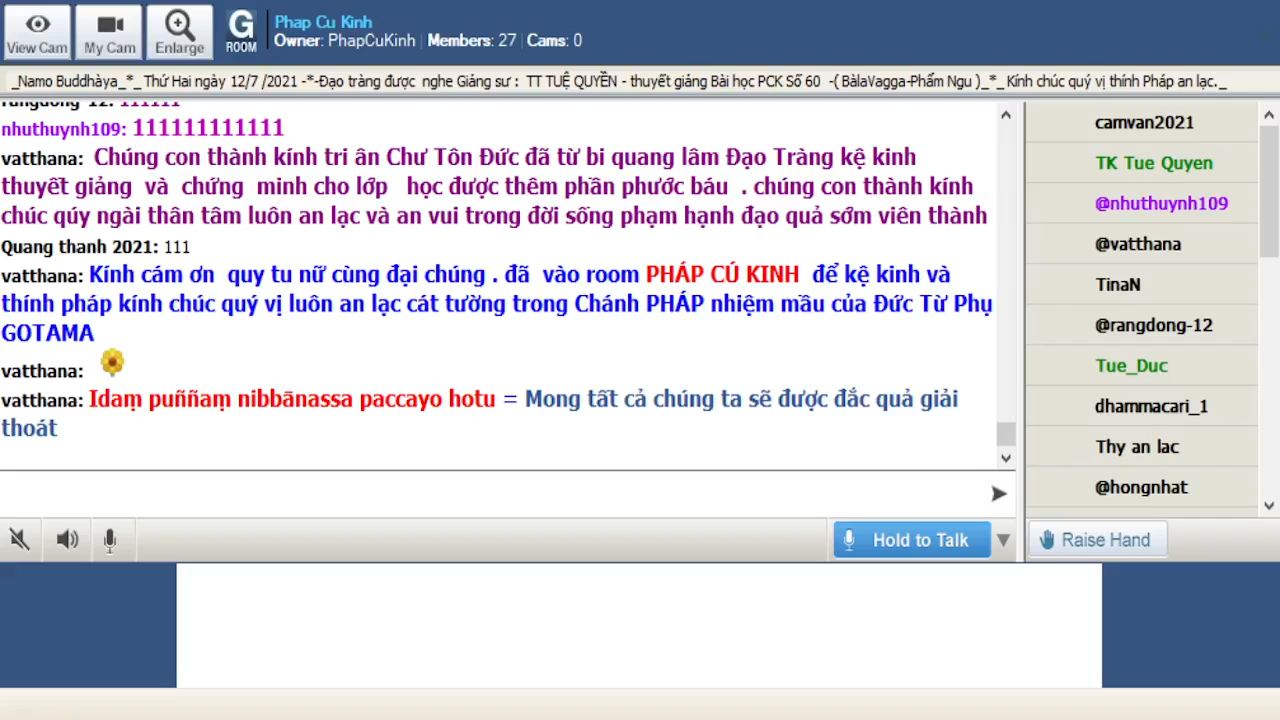 Phap Cu Kinh
Owner: PhapCuKinh | Members: 27 | Cams: 0
View Cam
My Cam
Enlarge
G
ROOM
_Namo Buddhàya_*_ Thứ Hai ngày 12/7 /2021 -*-Đạo tràng được nghe Giảng sư : TT TUỆ QUYỀN - thuyết giảng Bài học PCK Số 60 -( BàlaVagga-Phẩm Ngu )_*_ Kính chúc quý vị thính Pháp an lạc._
rangdong-12: 111111
nhuthuynh109: 111111111111
vatthana: Chúng con thành kính tri ân Chư Tôn Đức đã từ bi quang lâm Đạo Tràng kệ kinh
thuyết giảng và chứng minh cho lớp học được thêm phần phước báu . chúng con thành kính
chúc qúy ngài thân tâm luôn an lạc và an vui trong đời sống phạm hạnh đạo quả sớm viên thành
Quang thanh 2021: 111
vatthana: Kính cám ơn quy tu nữ cùng đại chúng . đã vào room PHÁP CÚ KINH để kệ kinh và
thính pháp kính chúc quý vị luôn an lạc cát tường trong Chánh PHÁP nhiệm mầu của Đức Từ Phụ
GOTAMA
vatthana:
vatthana: Idaṃ puññaṃ nibbānassa paccayo hotu = Mong tất cả chúng ta sẽ được đắc quả giải
thoát
camvan2021
TK Tue Quyen
@nhuthuynh109
@vatthana
TinaN
@rangdong-12
Tue_Duc
dhammacari_1
Thy an lac
@hongnhat
Hold to Talk
Raise Hand